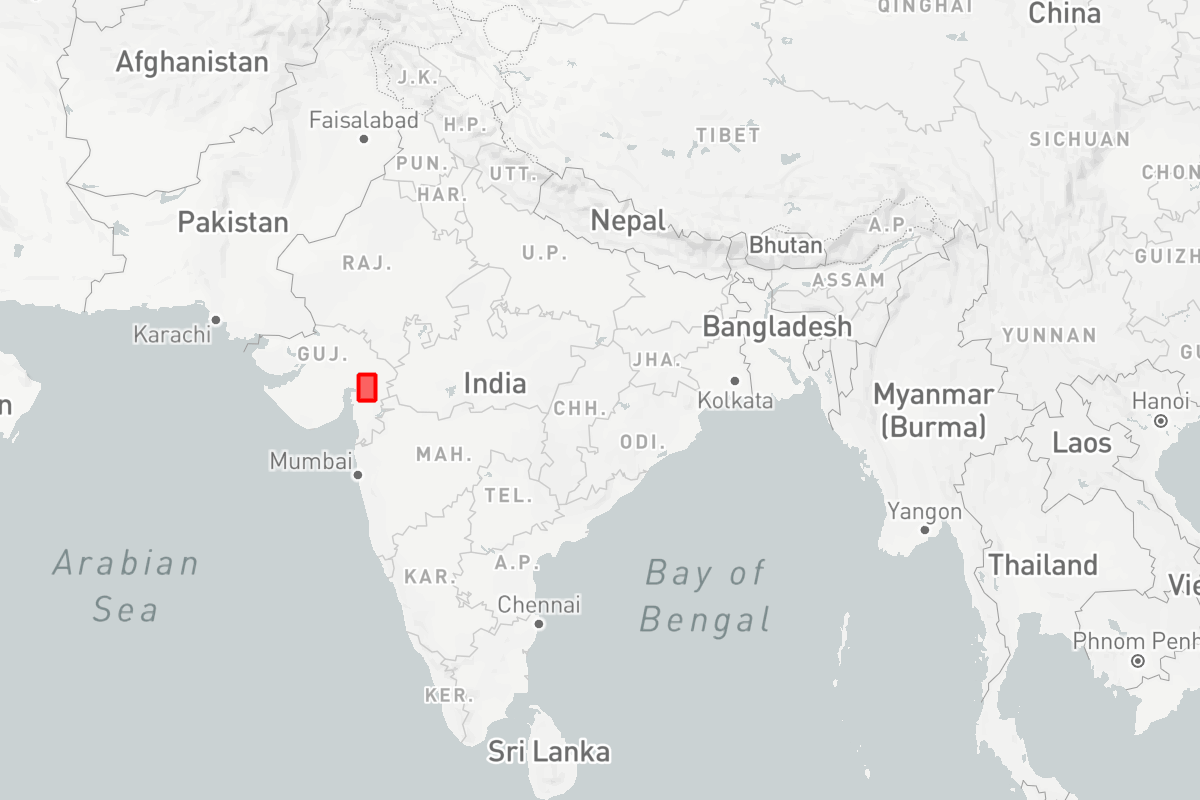 QINGHAI
China
Afghanistan
J.K.
Faisalabad
H.P.
TIBET
SICHUAN
PUN.
UTT.
CHON
HAR.
Pakistan
Nepal
A.P.
Bhutan
RAJ.
U.P.
GUIZH
ASSAM
Karachi
Bangladesh
YUNNAN
GUJ.
JHA.
GU
India
n
Kolkata
Myanmar
(Burma)
Hanoi
CHH.
Laos
ODI.
MAH.
Mumbai
TEL.
Yangon
Arabian
Sea
A.P.
KAR.
Bay of
Bengal
Thailand
Vie
Chennai
Phnom Penh
KER.
Sri Lanka